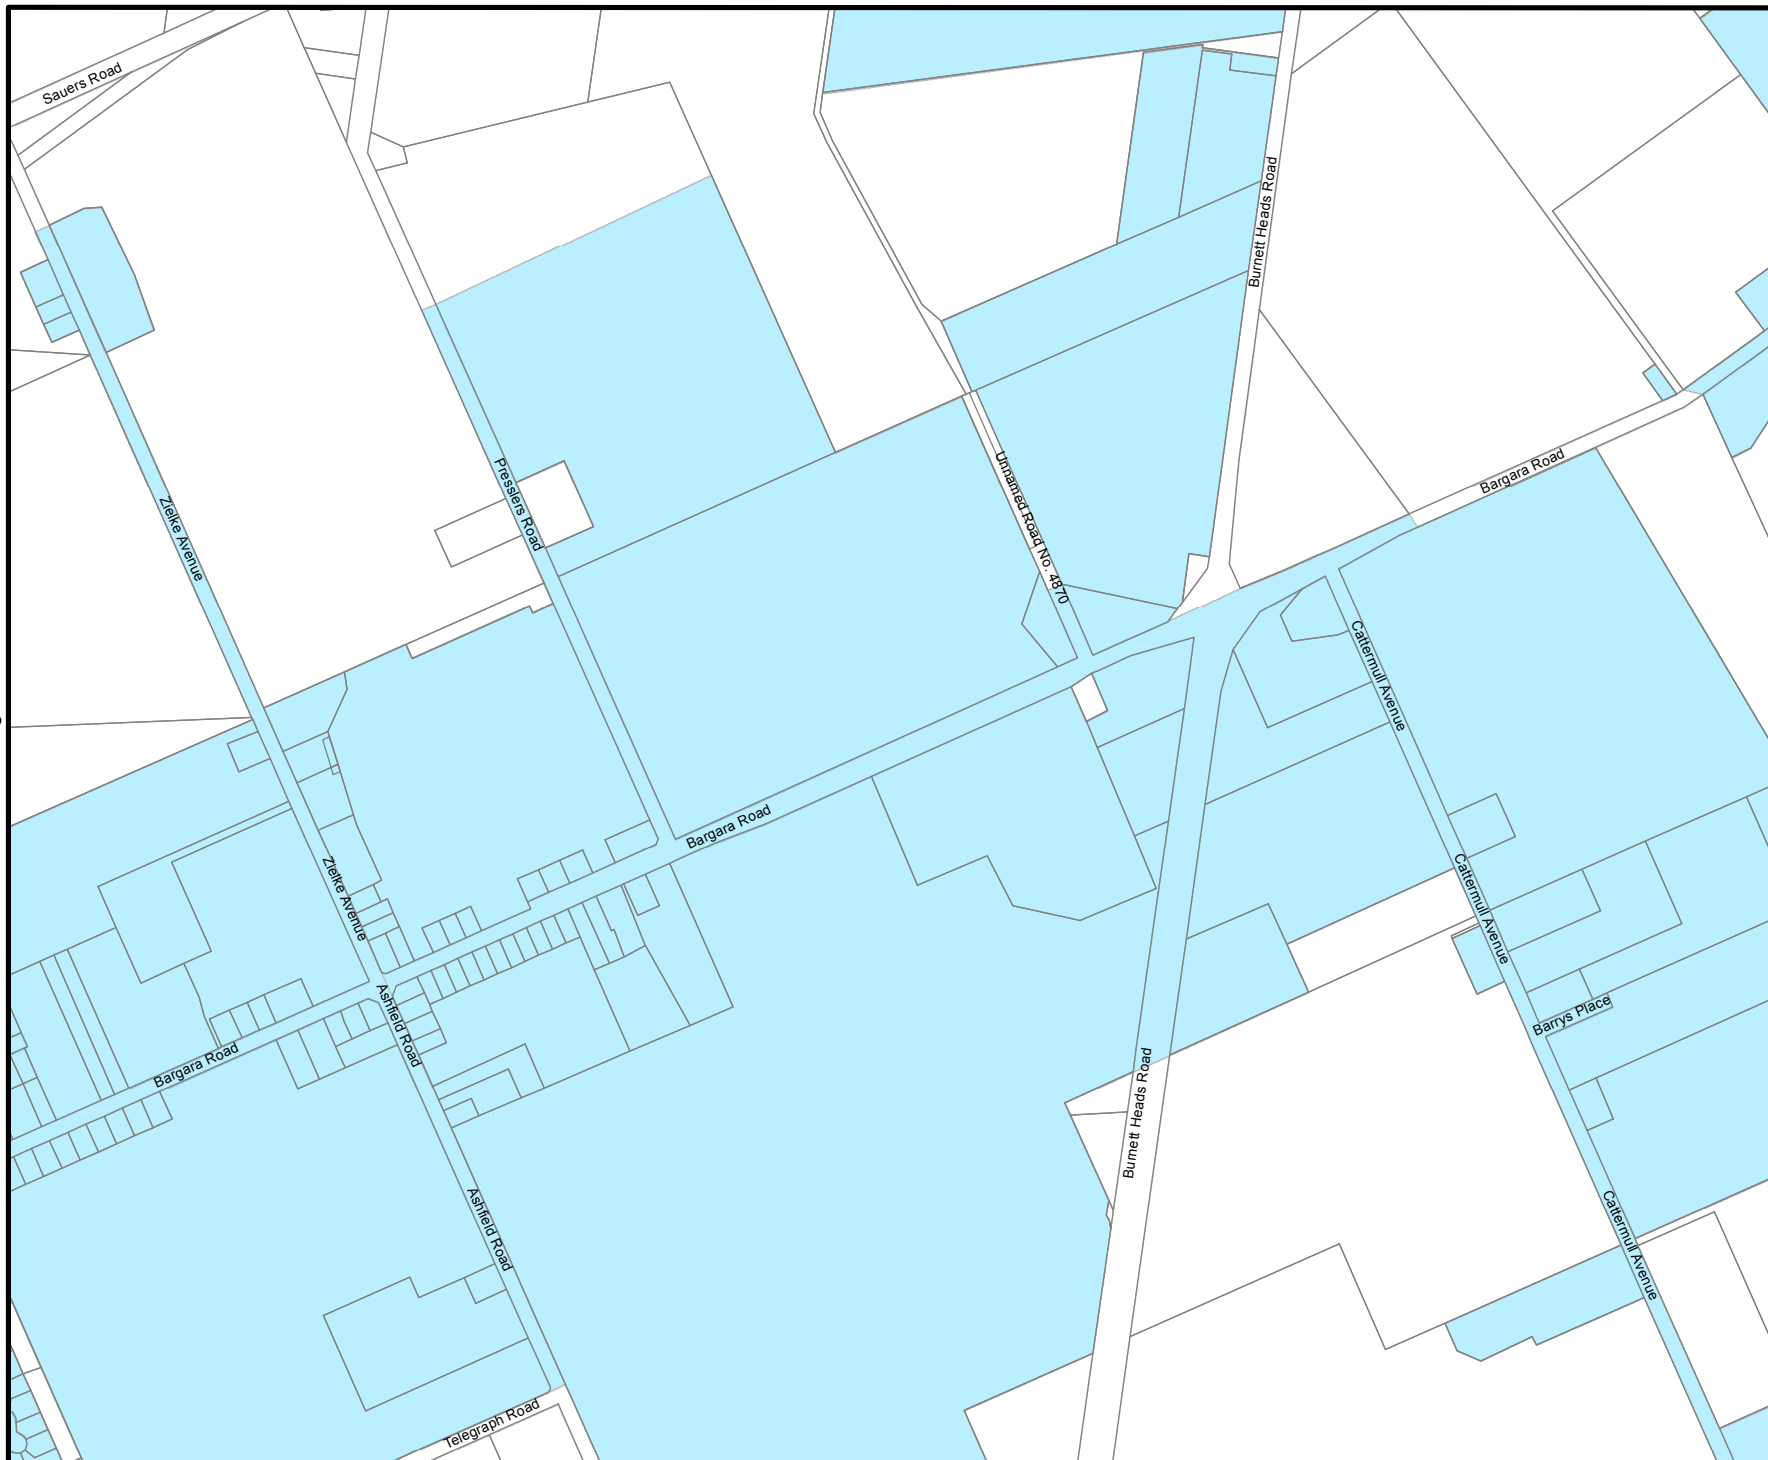 Sauers Road
Burnett Heads Road
Bargara Road
Presslers Road
Unnamed Road No. 4870
Zielke Avenue
Cattermull Avenue
Bargara Road
Zielke Avenue
Cattermull Avenue
Ashfield Road
Barrys Place
Bargara Road
Burnett Heads Road
Ashfield Road
Cattermull Avenue
Telegraph Road